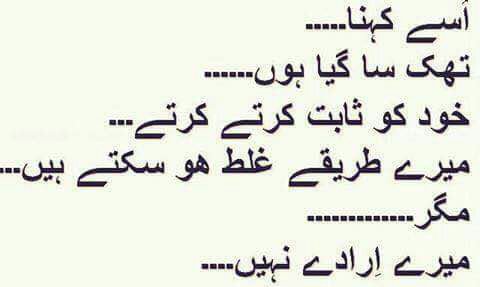 اُسے کہنا.....
تھک سا گیا ہوں......
خود کو ثابت کرتے کرتے...
میرے طریقے غلط ھو سکتے ہیں...
مگر.............
میرے اِرادے نہیں....